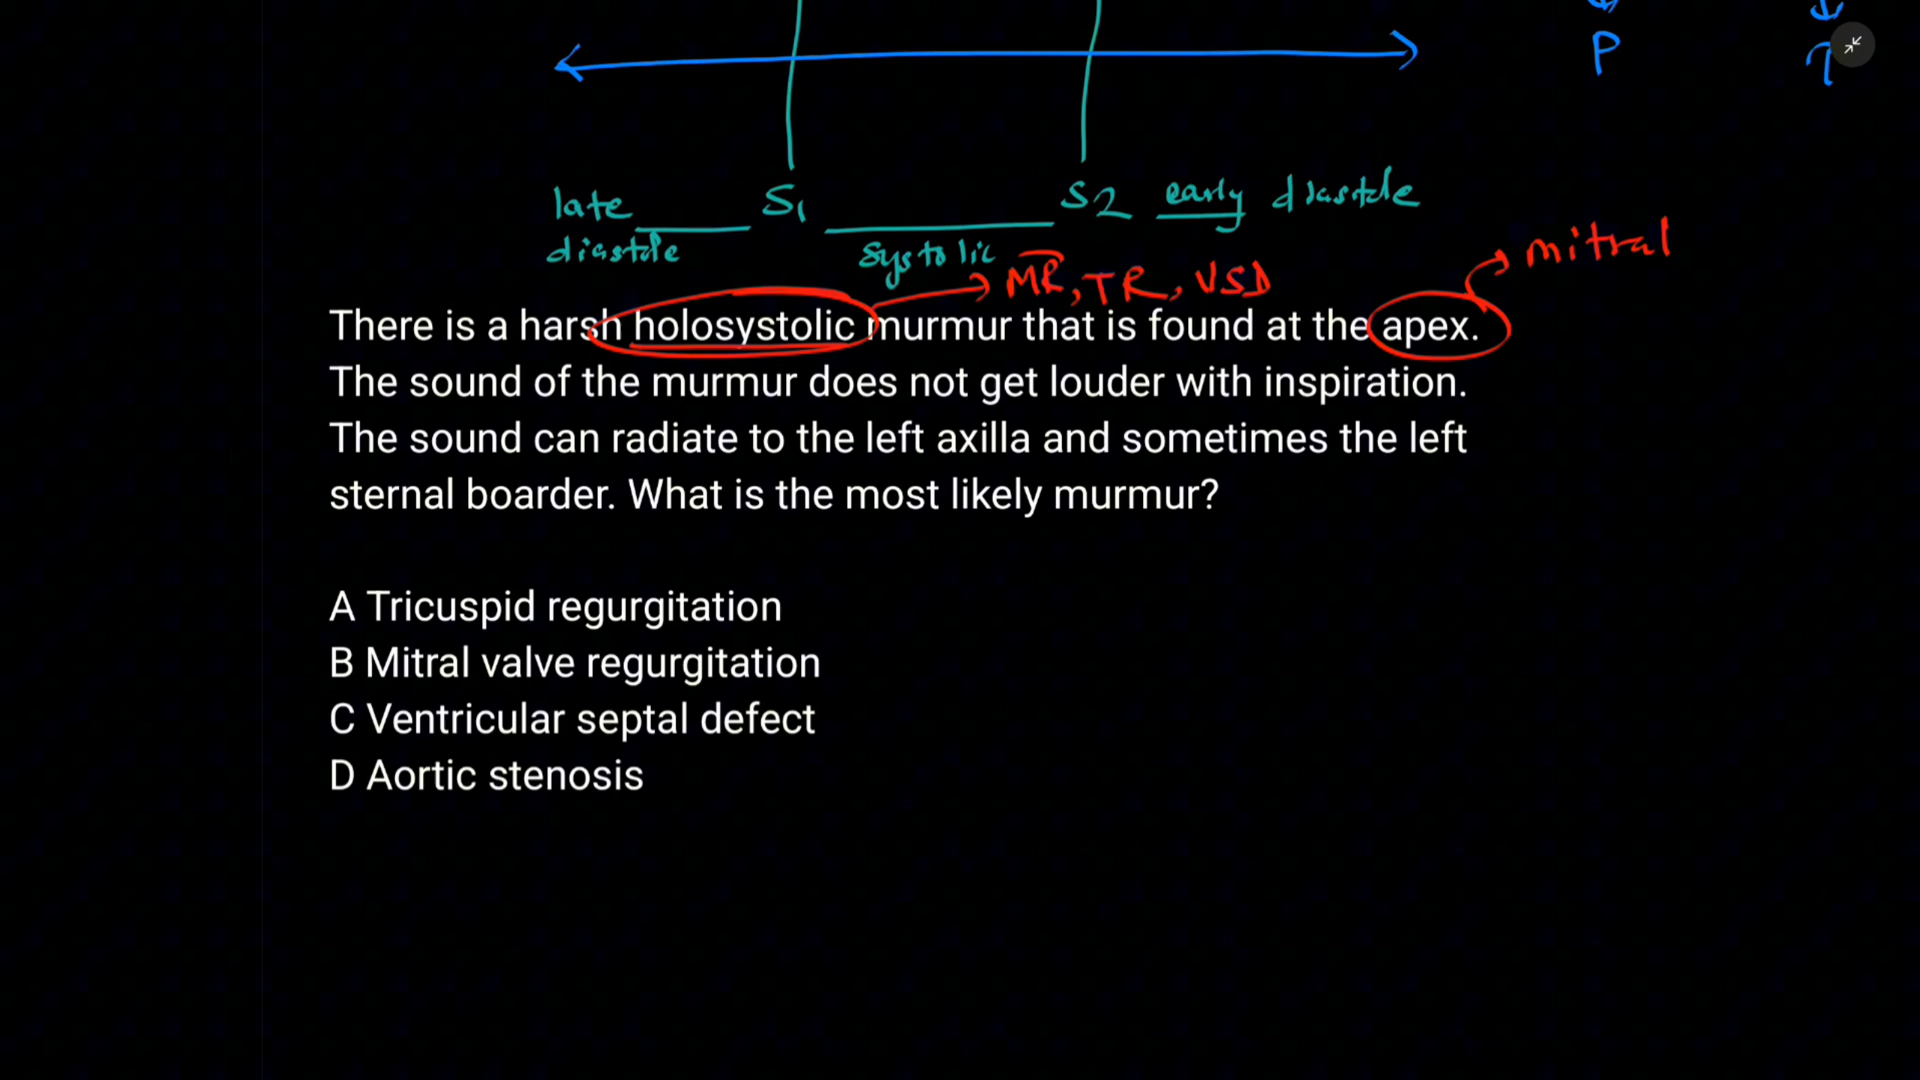 P
late S1 S2 early diastole
diastole systolic mitral
MR, TR, VSD
There is a harsh holosystolic murmur that is found at the apex.
The sound of the murmur does not get louder with inspiration.
The sound can radiate to the left axilla and sometimes the left
sternal boarder. What is the most likely murmur?
A Tricuspid regurgitation
B Mitral valve regurgitation
C Ventricular septal defect
D Aortic stenosis